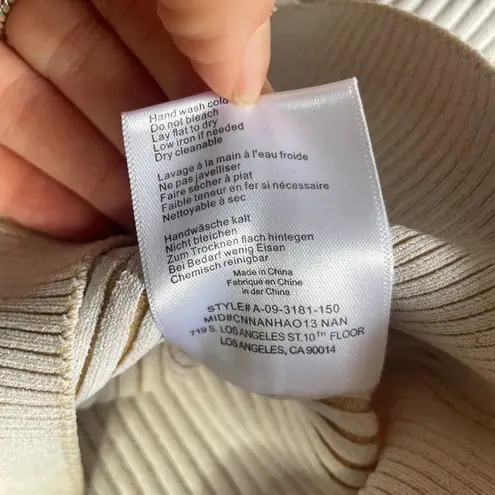 Hand wash cold
Do not bleach
Lay flat to dry
Low iron if needed
Dry cleanable
Lavage à la main à l'eau froide
Ne pas javelliser
Faire sécher à plat
Faible teneur en fer si nécessaire
Nettoyable à sec
Handwäsche kalt
Nicht bleichen
Zum Trocknen flach hinlegen
Bei Bedarf wenig Eisan
Chemisch reinigbar
Made in China
Fabriqué en Chine
in der China
STYLE# A-09-3181-150
MID#CNNANHAO13 NAN
719 S. LOS ANGELES ST. 10™ FLOOR
LOS ANGELES, CA 90014